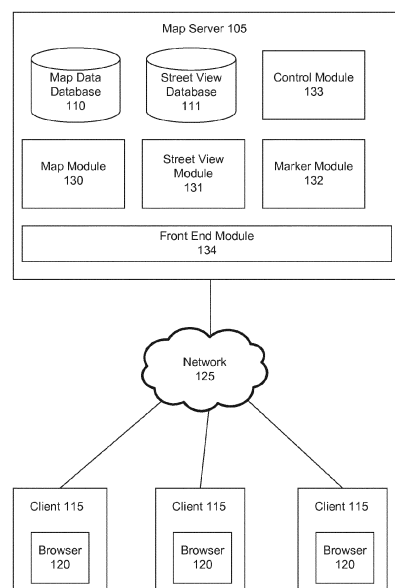 Map Server 105
Map Data
Database
110
Street View
Database
111
Control Module
133
Map Module
130
Street View
Module
131
Marker Module
132
Front End Module
134
Network
125
Client 115
Browser
120
Client 115
Browser
120
Client 115
Browser
120